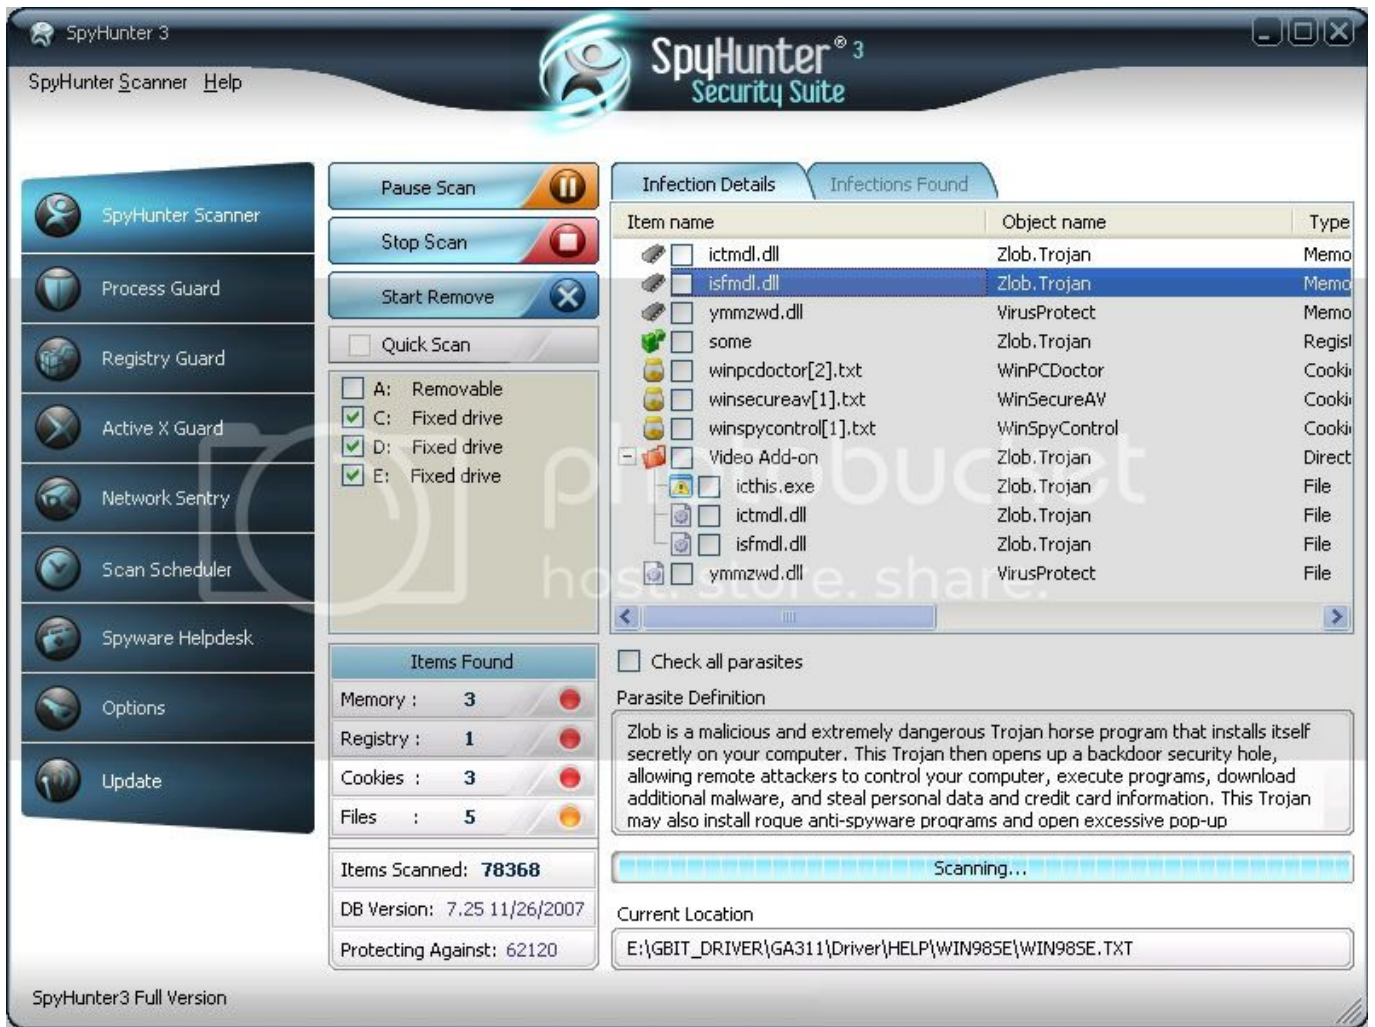 SpyHunter 3
SpyHunter® 3
Security Suite
SpyHunter Scanner Help
SpyHunter Scanner
Process Guard
Registry Guard
Active X Guard
Network Sentry
Scan Scheduler
Spyware Helpdesk
Options
Update
Pause Scan
Stop Scan
Start Remove
Quick Scan
A: Removable
C: Fixed drive
D: Fixed drive
E: Fixed drive
Items Found
Memory : 3
Registry : 1
Cookies : 3
Files : 5
Items Scanned: 78368
DB Version: 7.25 11/26/2007
Protecting Against: 62120
Infection Details Infections Found
Item name Object name Type
ictmdl.dll Zlob.Trojan Memo
isfmdl.dll Zlob.Trojan Memo
ymmzwd.dll VirusProtect Memo
some Zlob.Trojan Regist
winpcdoctor[2].txt WinPCDoctor Cooki
winsecureav[1].txt WinSecureAV Cooki
winspycontrol[1].txt WinSpyControl Cooki
Video Add-on Zlob.Trojan Direct
icthis.exe Zlob.Trojan File
ictmdl.dll Zlob.Trojan File
isfmdl.dll Zlob.Trojan File
ymmzwd.dll VirusProtect File
photobucket
host. store. share.
Check all parasites
Parasite Definition
Zlob is a malicious and extremely dangerous Trojan horse program that installs itself
secretly on your computer. This Trojan then opens up a backdoor security hole,
allowing remote attackers to control your computer, execute programs, download
additional malware, and steal personal data and credit card information. This Trojan
may also install rogue anti-spyware programs and open excessive pop-up
Scanning...
Current Location
E:\GBIT_DRIVER\GA311\Driver\HELP\WIN98SE\WIN98SE.TXT
SpyHunter3 Full Version